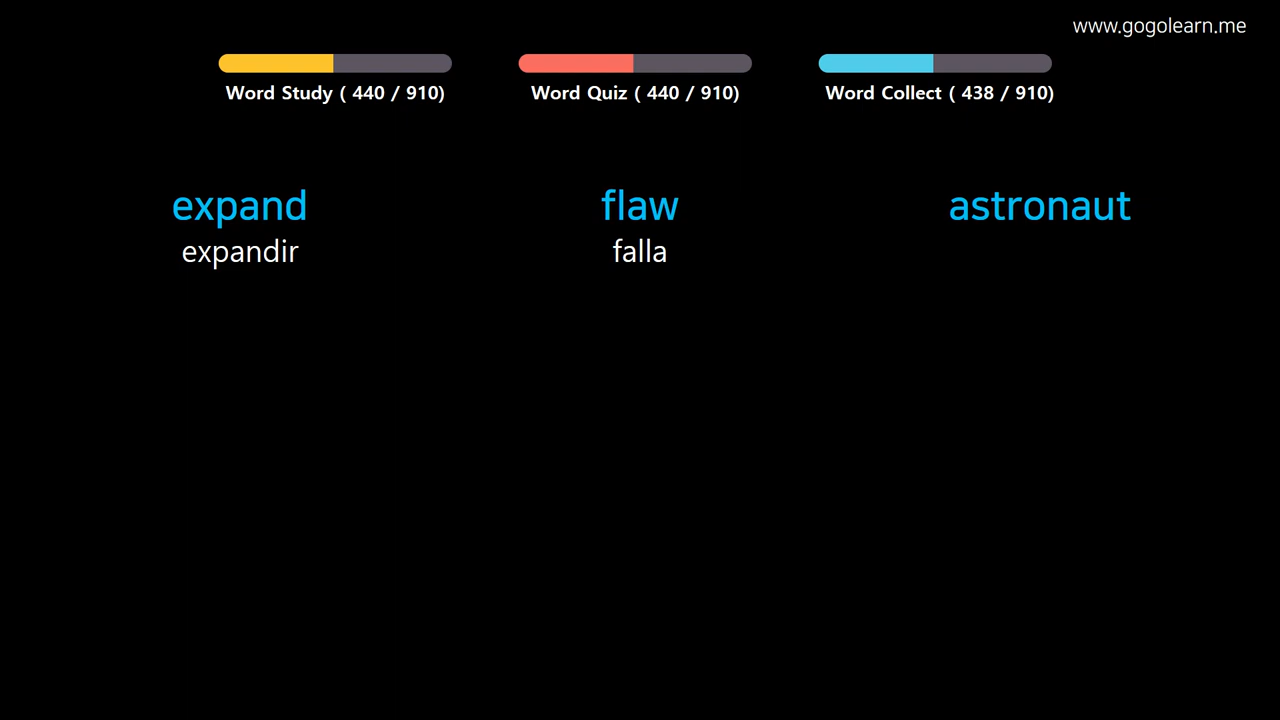 www.gogolearn.me
Word Study ( 440 / 910)
Word Quiz ( 440 / 910)
Word Collect ( 438 / 910)
expand
expandir
flaw
falla
astronaut